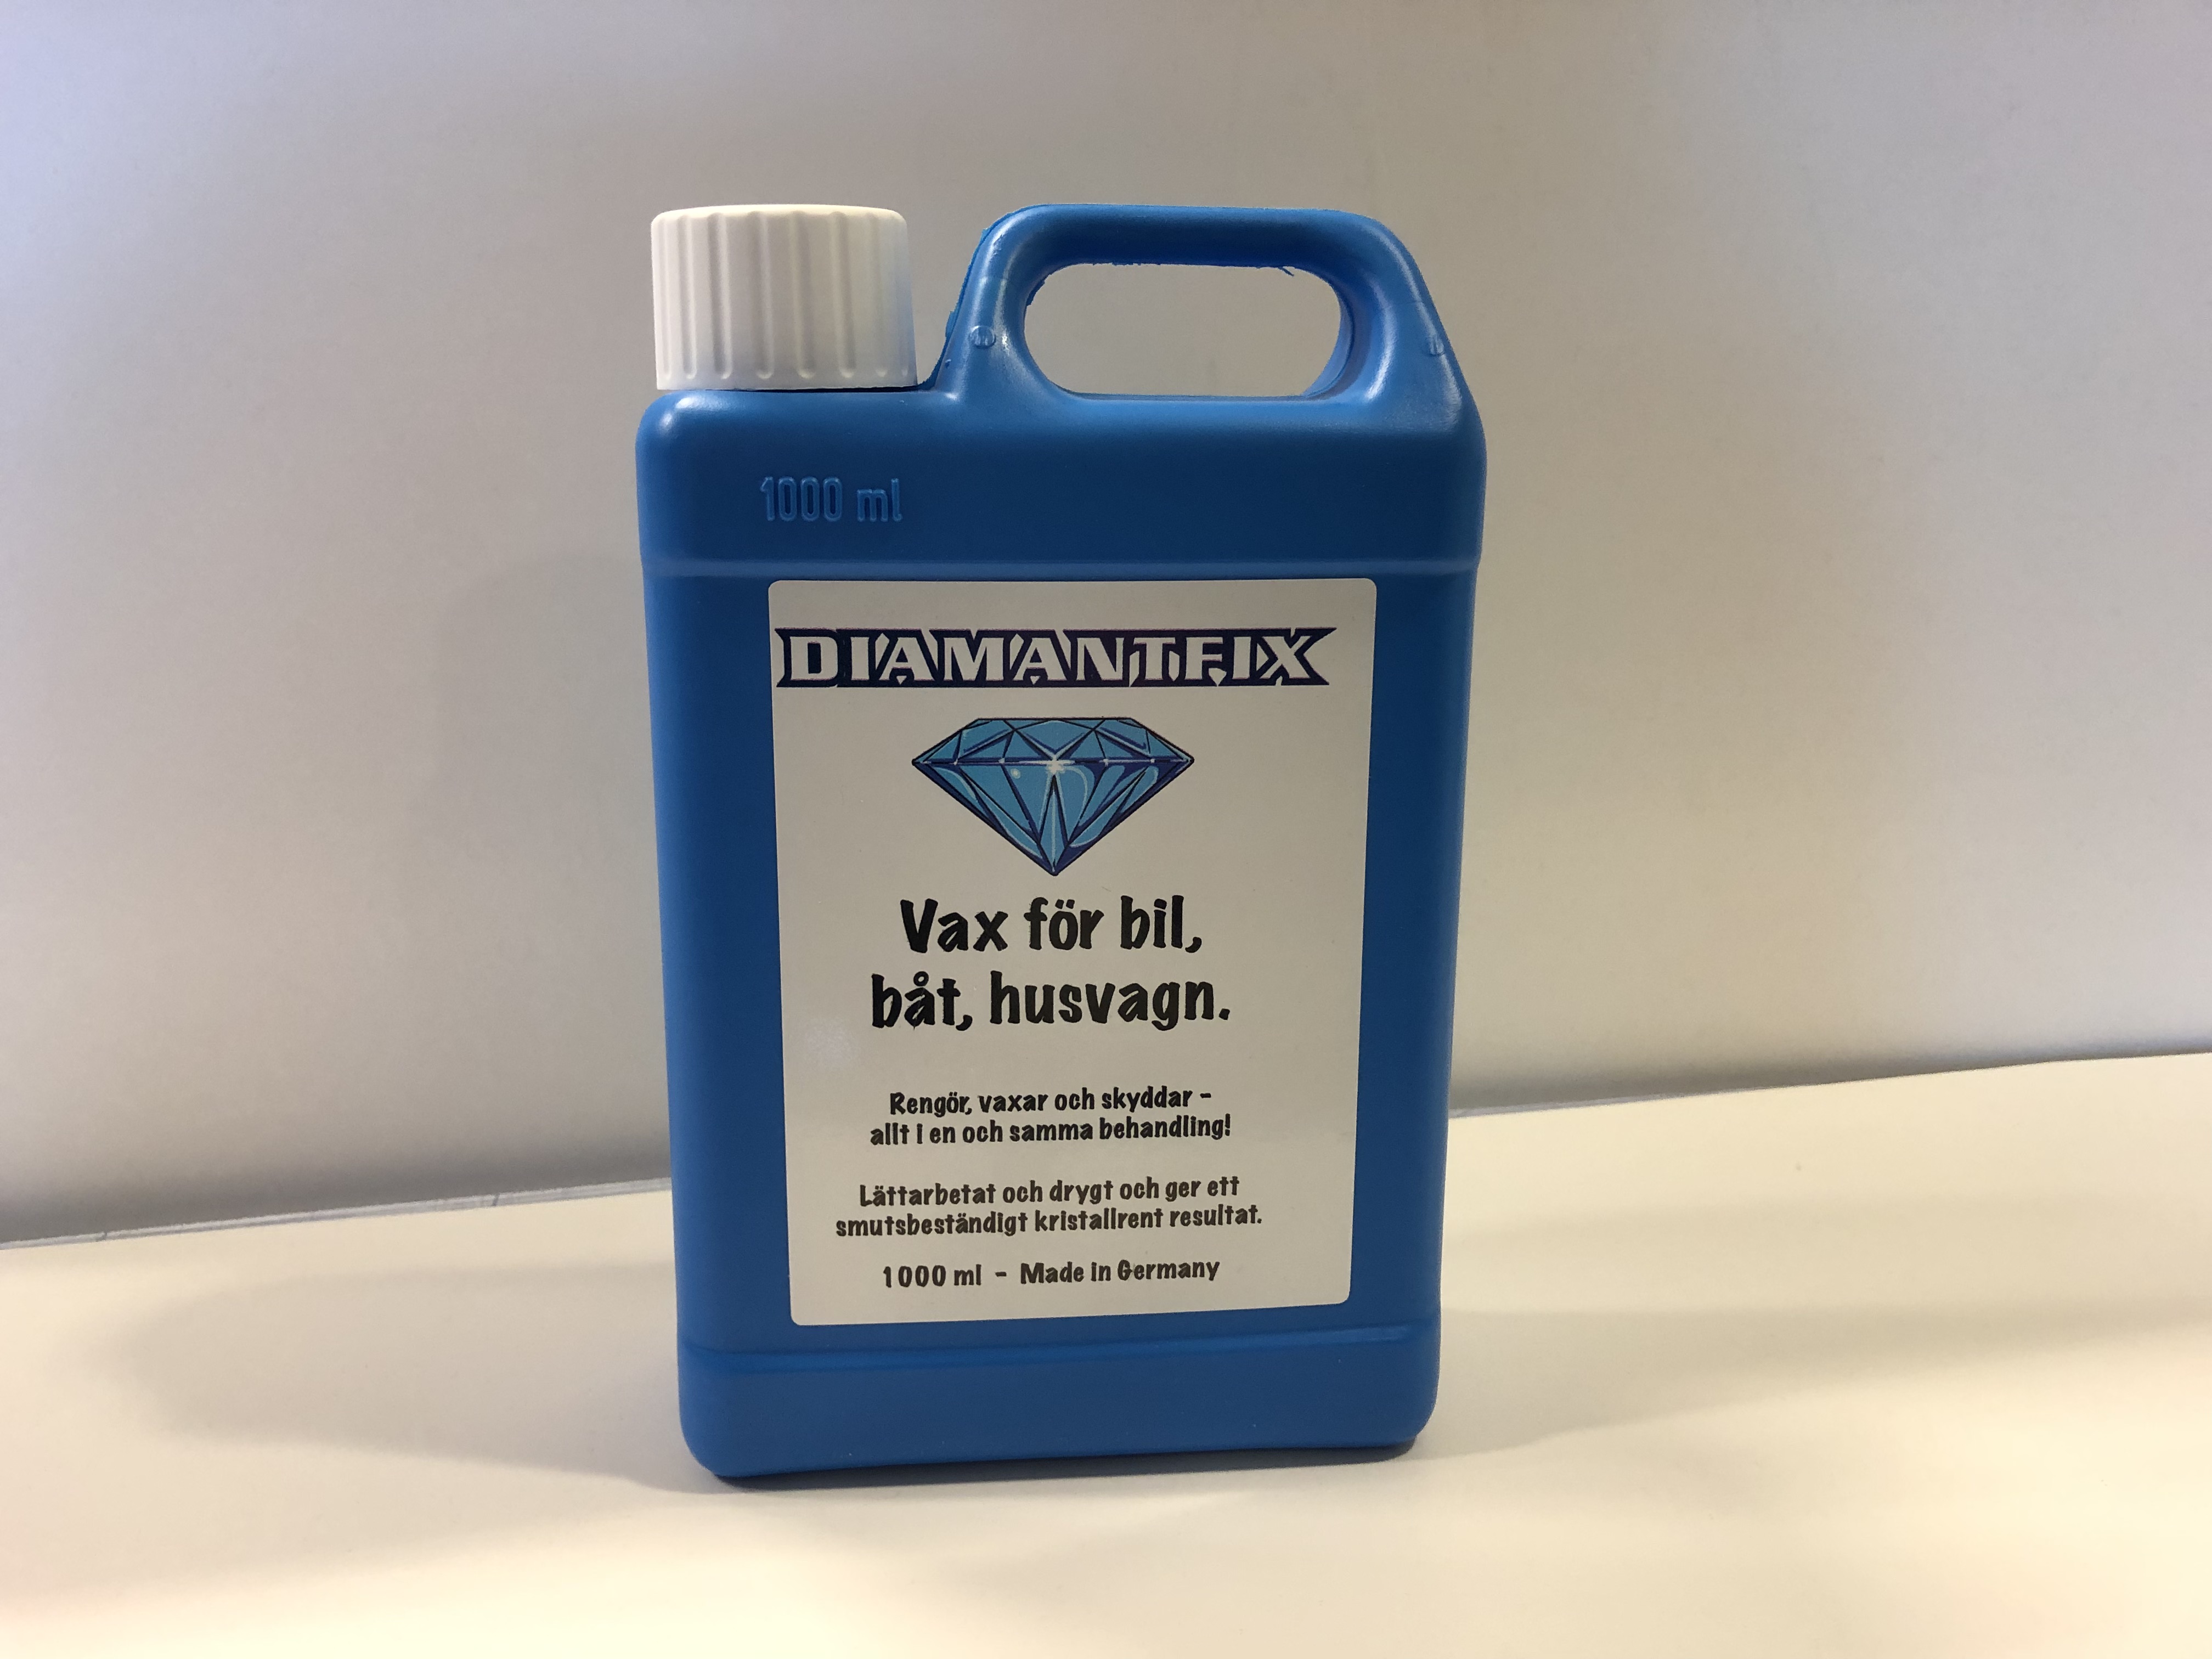 1000 ml
DIAMANTFIX
Vax för bil,
båt, husvagn.
Rengör, vaxar och skyddar -
allt i en och samma behandling!
Lättarbetat och drygt och ger ett
smutsbeständigt kristallrent resultat.
1000 ml - Made in Germany